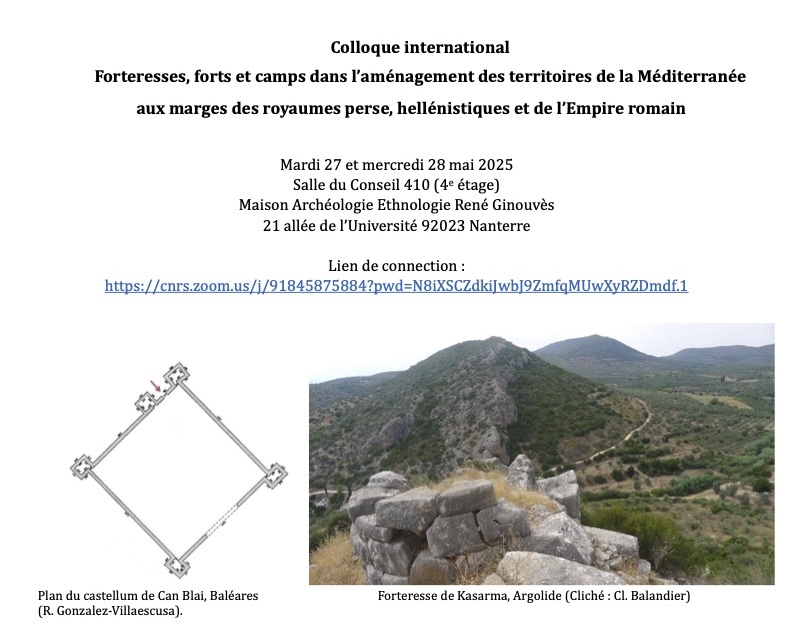 Colloque international
Forteresses, forts et camps dans l’aménagement des territoires de la Méditerranée
aux marges des royaumes perse, hellénistiques et de l’Empire romain
Mardi 27 et mercredi 28 mai 2025
Salle du Conseil 410 (4e étage)
Maison Archéologie Ethnologie René Ginouvès
21 allée de l’Université 92023 Nanterre
Lien de connection :
https://cnrs.zoom.us/j/91845875884?pwd=N8iXSCZdkiJwbJ9ZmfqMUwXyRZDmdf.1
Plan du castellum de Can Blai, Baléares
(R. Gonzalez-Villaescusa).
Forteresse de Kasarma, Argolide (Cliché : Cl. Balandier)